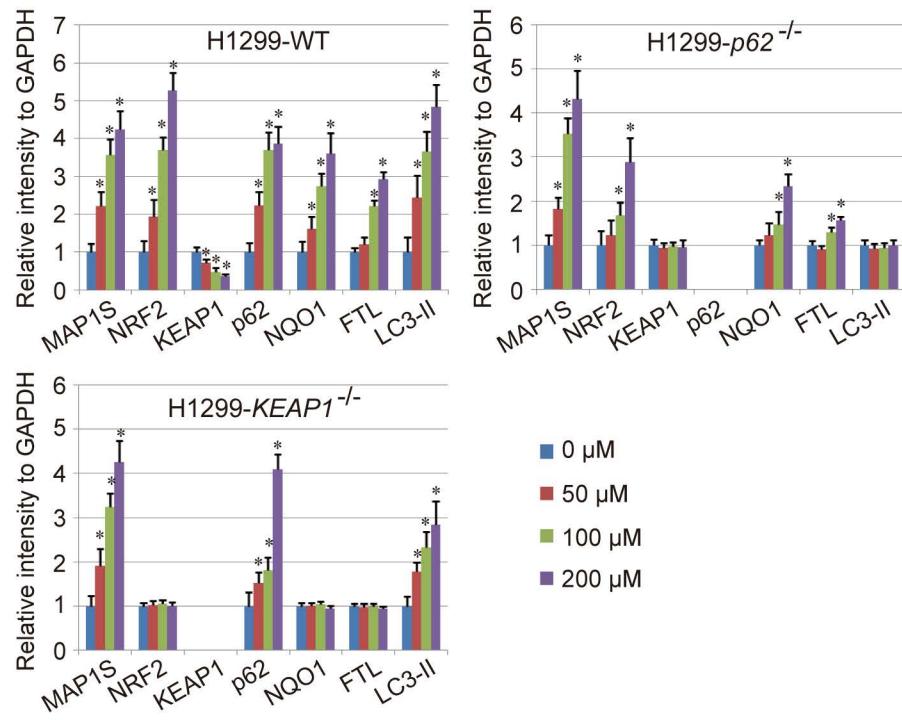 H1299-WT
Relative intensity to GAPDH
7
6
5
4
3
2
1
0
* * * * * * * * * * * * * * * * * * * *
MAP1S NRF2 KEAP1 p62 NQO1 FTL LC3-II
H1299-p62-/-
Relative intensity to GAPDH
6
5
4
3
2
1
0
* * * * * * * * *
MAP1S NRF2 KEAP1 p62 NQO1 FTL LC3-II
H1299-KEAP1-/-
Relative intensity to GAPDH
6
5
4
3
2
1
0
* * * * * * * * *
MAP1S NRF2 KEAP1 p62 NQO1 FTL LC3-II
0 µM
50 µM
100 µM
200 µM